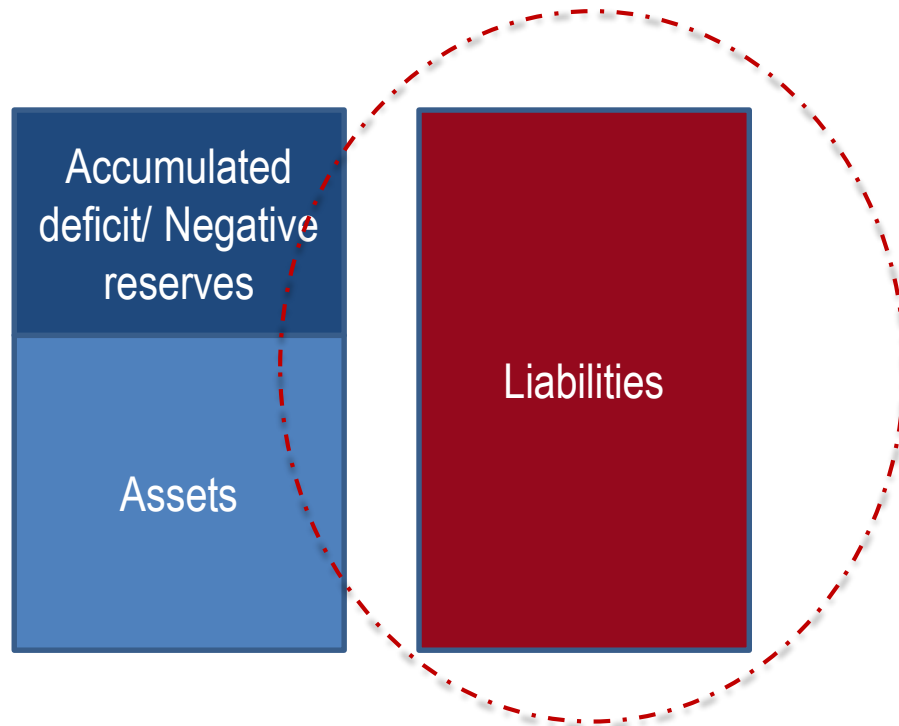 Accumulated
deficit/ Negative
reserves
Assets
Liabilities